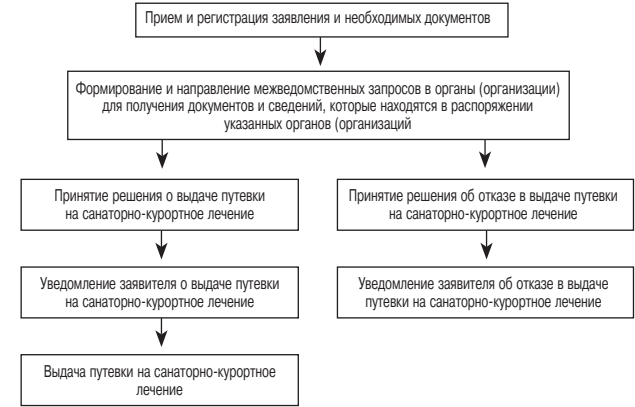 Прием и регистрация заявления и необходимых документов
Формирование и направление межведомственных запросов в органы (организации)
для получения документов и сведений, которые находятся в распоряжении
указанных органов (организаций
Принятие решения о выдаче путевки
на санаторно-курортное лечение
Принятие решения об отказе в выдаче путевки
на санаторно-курортное лечение
Уведомление заявителя о выдаче путевки
на санаторно-курортное лечение
Уведомление заявителя об отказе в выдаче
путевки на санаторно-курортное лечение
Выдача путевки на санаторно-курортное
лечение